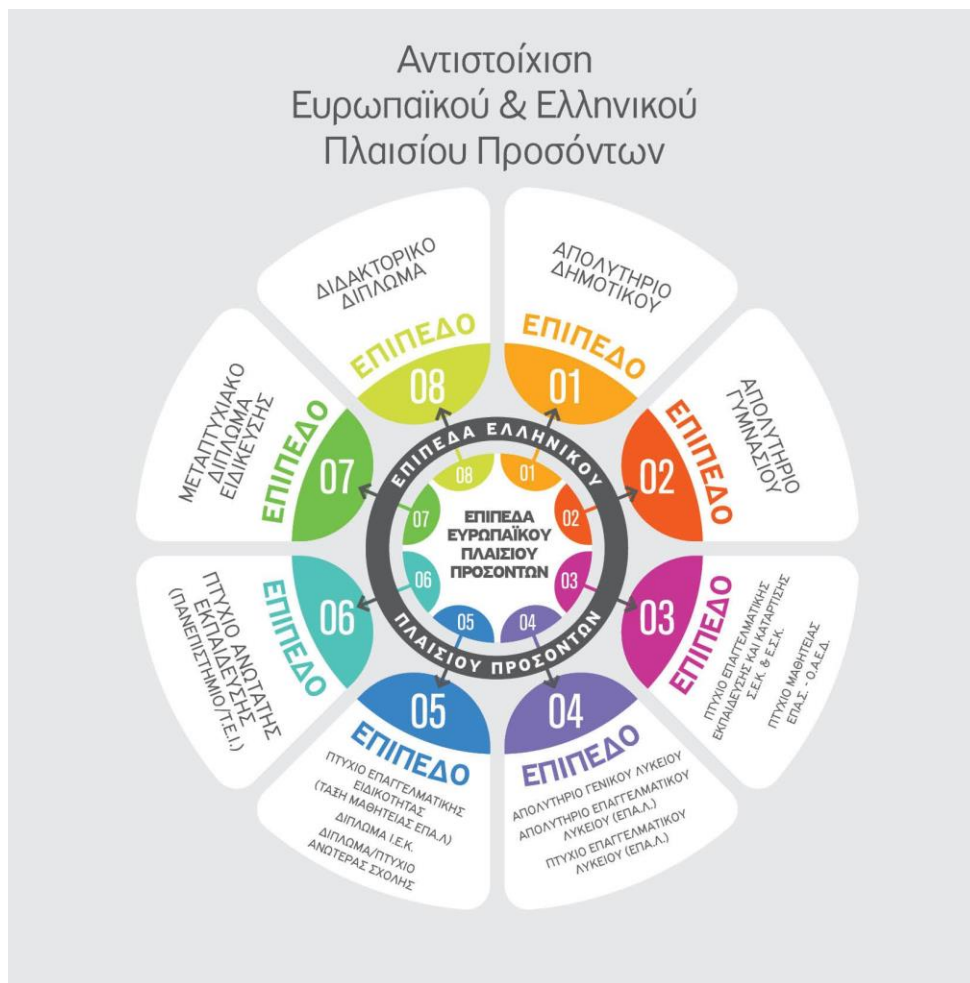 Αντιστοίχιση
Ευρωπαϊκού & Ελληνικού
Πλαισίου Προσόντων
ΑΠΟΛΥΤΗΡΙΟ
ΔΗΜΟΤΙΚΟΥ
ΕΠΙΠΕΔΟ
01
ΑΠΟΛΥΤΗΡΙΟ
ΓΥΜΝΑΣΙΟΥ
ΕΠΙΠΕΔΟ
02
ΠΤΥΧΙΟ ΕΠΑΓΓΕΛΜΑΤΙΚΗΣ
ΕΚΠΑΙΔΕΥΣΗΣ ΚΑΙ ΚΑΤΑΡΤΙΣΗΣ
Σ.Ε.Κ. & Ε.Σ.Κ.
ΠΤΥΧΙΟ ΜΑΘΗΤΕΙΑΣ
ΕΠΑ.Σ. - Ο.Α.Ε.Δ.
ΕΠΙΠΕΔΟ
03
04
ΕΠΙΠΕΔΟ
ΑΠΟΛΥΤΗΡΙΟ ΓΕΝΙΚΟΥ ΛΥΚΕΙΟΥ
ΑΠΟΛΥΤΗΡΙΟ ΕΠΑΓΓΕΛΜΑΤΙΚΟΥ
ΛΥΚΕΙΟΥ (ΕΠΑ.Λ.)
ΠΤΥΧΙΟ ΕΠΑΓΓΕΛΜΑΤΙΚΟΥ
ΛΥΚΕΙΟΥ (ΕΠΑ.Λ.)
05
ΕΠΙΠΕΔΟ
ΠΤΥΧΙΟ ΕΠΑΓΓΕΛΜΑΤΙΚΗΣ
ΕΙΔΙΚΟΤΗΤΑΣ
(ΤΑΞΗ ΜΑΘΗΤΕΙΑΣ ΕΠΑ.Λ)
ΔΙΠΛΩΜΑ Ι.Ε.Κ.
ΔΙΠΛΩΜΑ/ΠΤΥΧΙΟ
ΑΝΩΤΕΡΑΣ ΣΧΟΛΗΣ
ΠΤΥΧΙΟ ΑΝΩΤΑΤΗΣ
ΕΚΠΑΙΔΕΥΣΗΣ
(ΠΑΝΕΠΙΣΤΗΜΙΟ/Τ.Ε.Ι.)
ΕΠΙΠΕΔΟ
06
ΜΕΤΑΠΤΥΧΙΑΚΟ
ΔΙΠΛΩΜΑ
ΕΙΔΙΚΕΥΣΗΣ
ΕΠΙΠΕΔΟ
07
ΔΙΔΑΚΤΟΡΙΚΟ
ΔΙΠΛΩΜΑ
ΕΠΙΠΕΔΟ
08
ΕΠΙΠΕΔΑ ΕΛΛΗΝΙΚΟΥ
ΠΛΑΙΣΙΟΥ ΠΡΟΣΟΝΤΩΝ
01
02
03
04
05
06
07
08
ΕΠΙΠΕΔΑ
ΕΥΡΩΠΑΪΚΟΥ
ΠΛΑΙΣΙΟΥ
ΠΡΟΣΟΝΤΩΝ